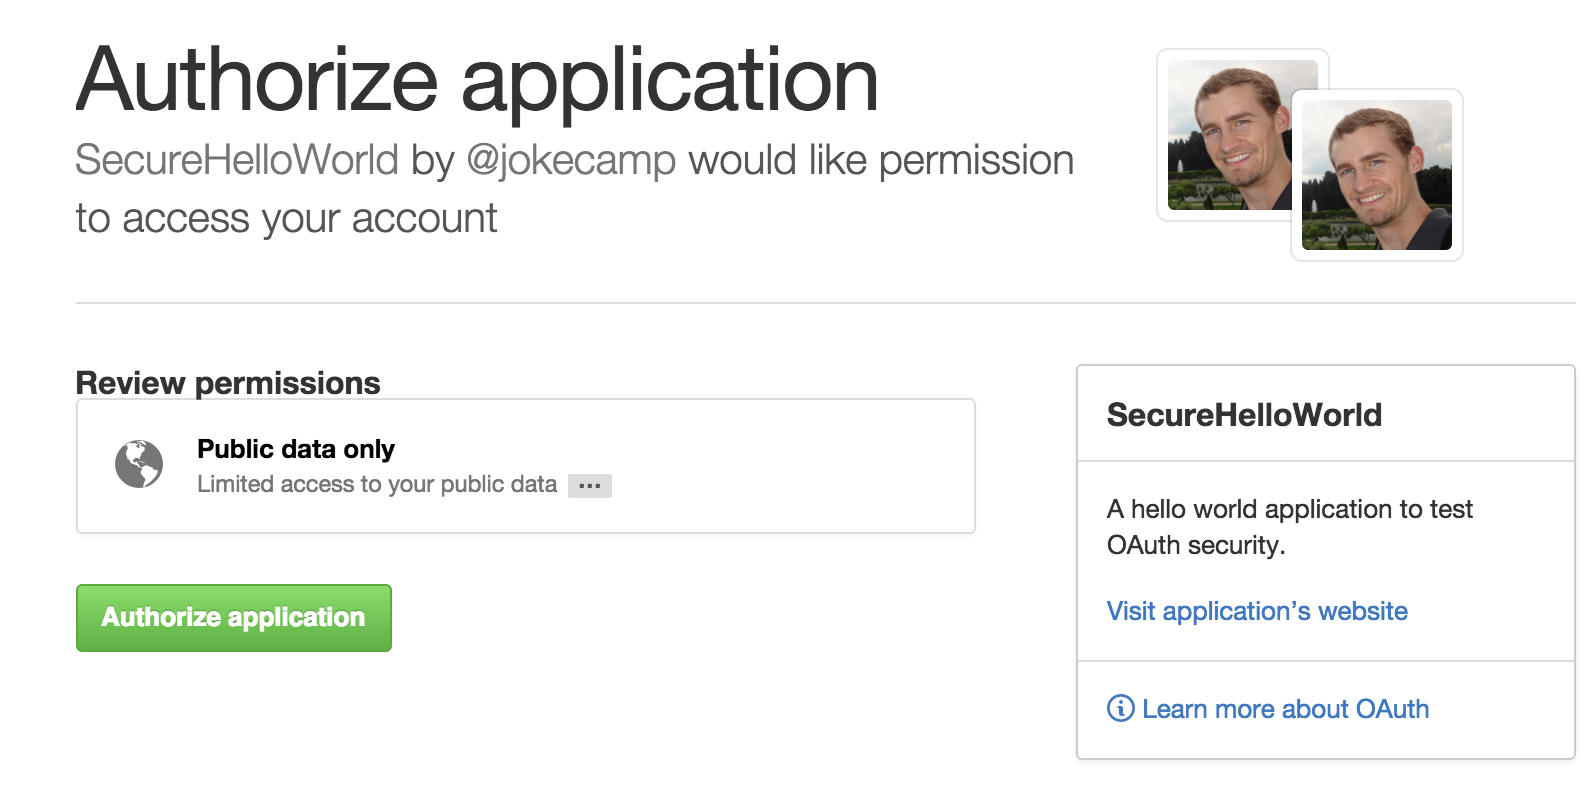 Authorize application
SecureHelloWorld by @jokecamp would like permission
to access your account
Review permissions
Public data only
Limited access to your public data ...
Authorize application
SecureHelloWorld
A hello world application to test
OAuth security.
Visit application’s website
Learn more about OAuth